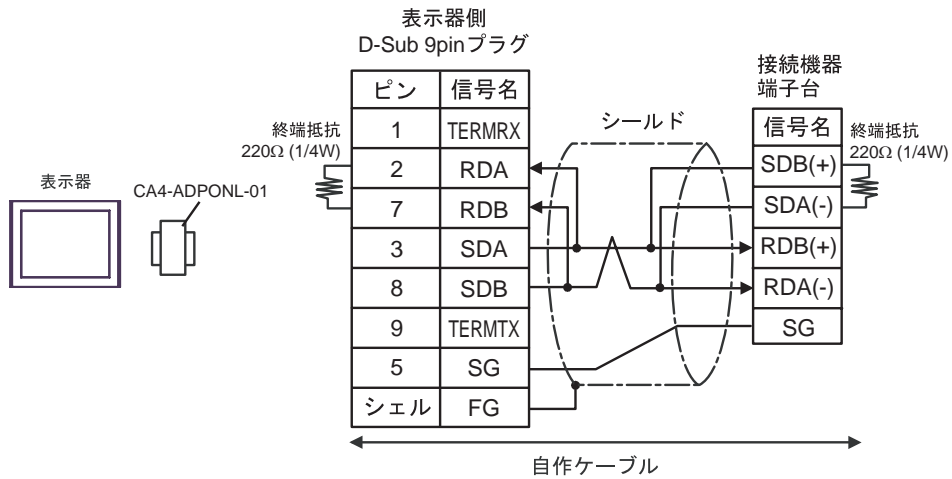 表示器側
D-Sub 9pinプラグ
接続機器
端子台
ピン 信号名
1 TERMRX
2 RDA
7 RDB
3 SDA
8 SDB
9 TERMTX
5 SG
シェル FG
終端抵抗
220Ω (1/4W)
表示器
CA4-ADPONL-01
シールド
信号名
SDB(+)
SDA(-)
RDB(+)
RDA(-)
SG
終端抵抗
220Ω (1/4W)
自作ケーブル